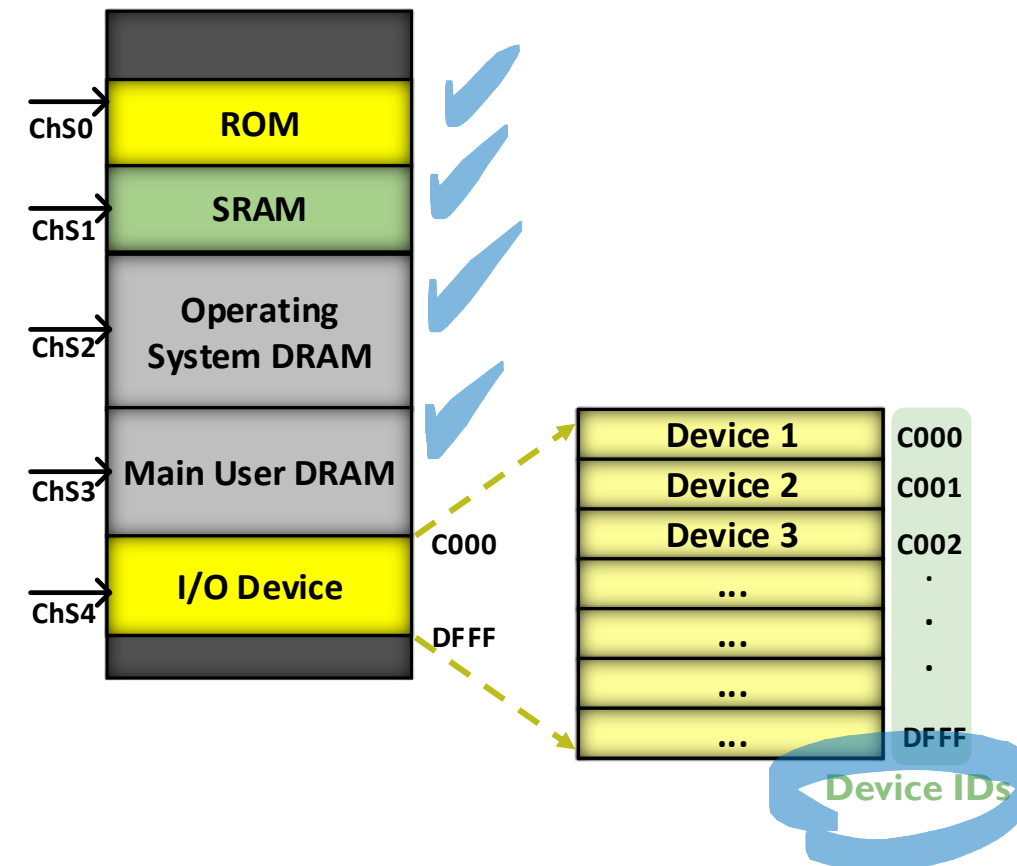 ChS0
ROM
ChS1
SRAM
ChS2
Operating
System DRAM
ChS3
Main User DRAM
C000
ChS4
I/O Device
DFFF
Device 1
C000
Device 2
C001
Device 3
C002
...
.
...
.
...
.
...
DFFF
Device IDs